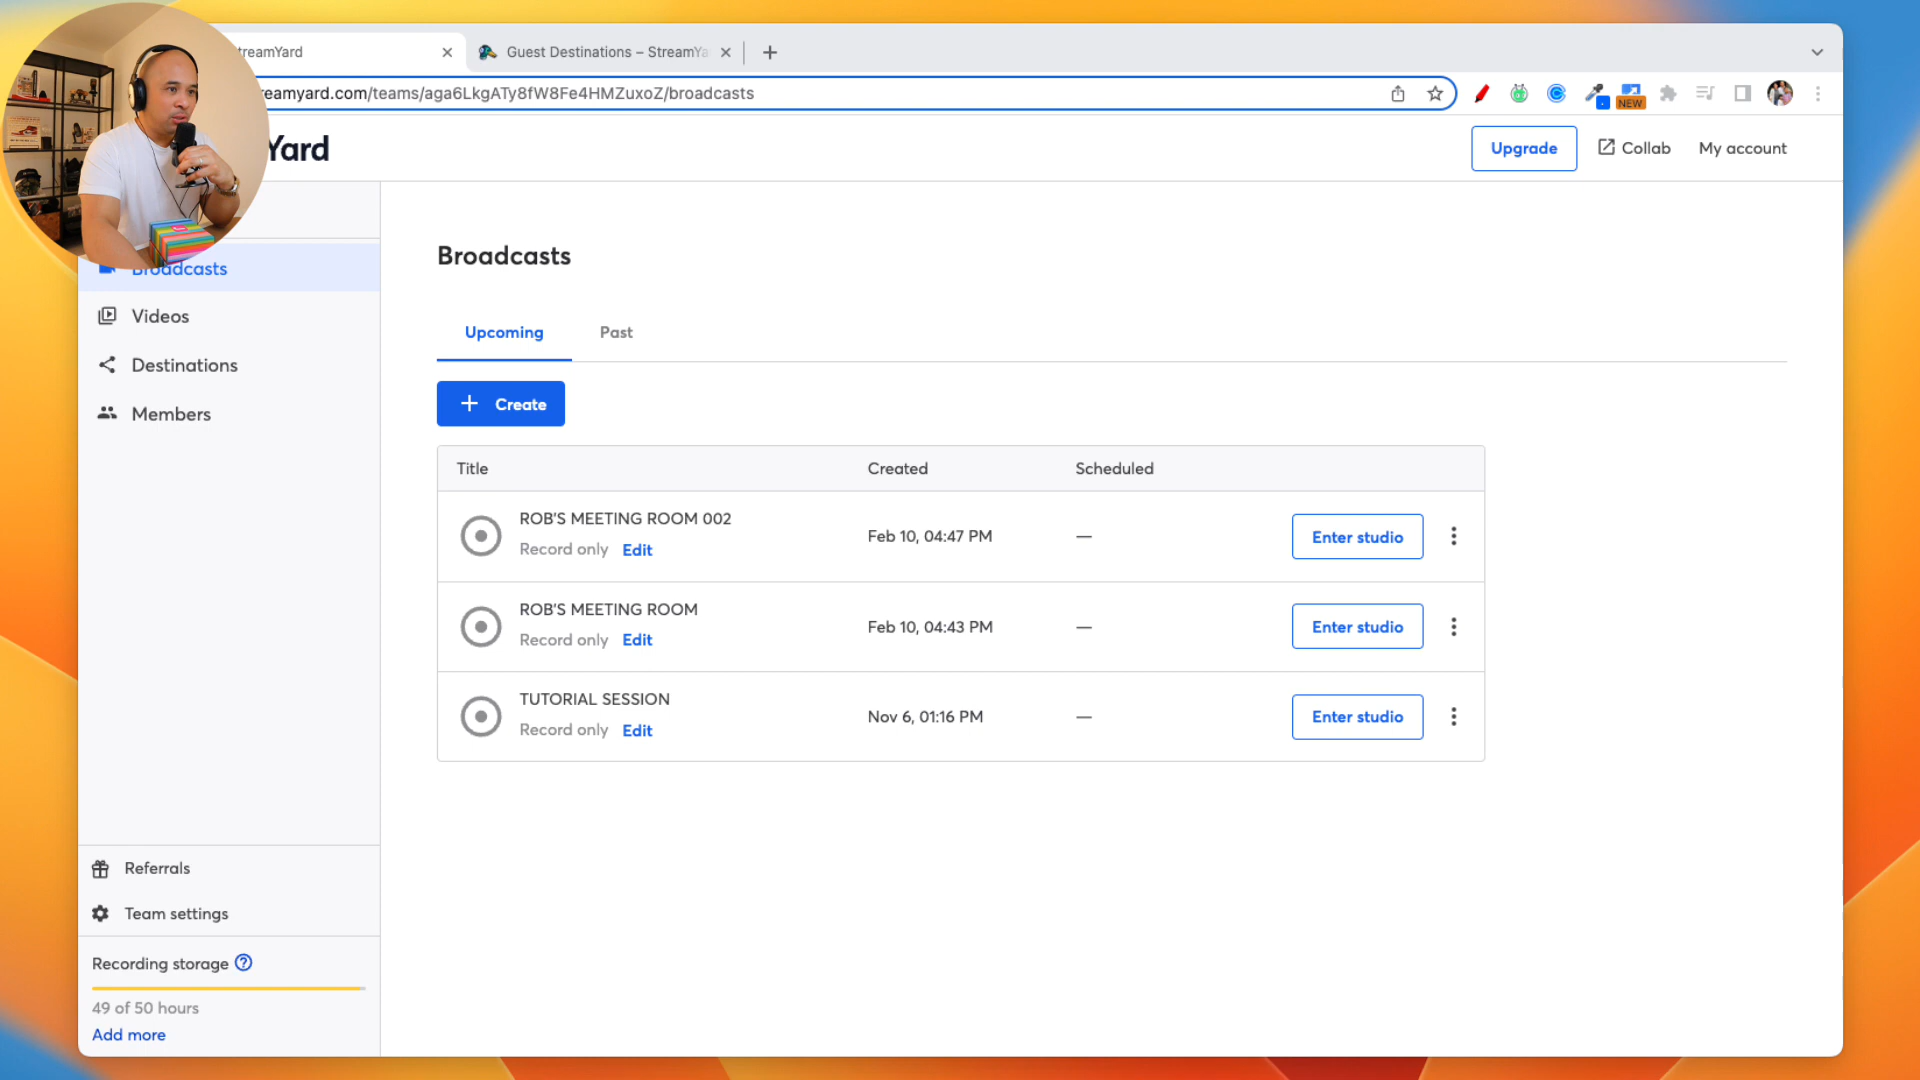 treamYard
Guest Destinations – StreamYa
eamyard.com/teams/aga6LkgATy8fW8Fe4HMZuxoZ/broadcasts
NEW
Yard
Upgrade
Collab
My account
Broadcasts
Videos
Destinations
Members
Broadcasts
Upcoming
Past
Create
Title
Created
Scheduled
ROB'S MEETING ROOM 002
Record only Edit
Feb 10, 04:47 PM
—
Enter studio
ROB'S MEETING ROOM
Record only Edit
Feb 10, 04:43 PM
—
Enter studio
TUTORIAL SESSION
Record only Edit
Nov 6, 01:16 PM
—
Enter studio
Referrals
Team settings
Recording storage
49 of 50 hours
Add more